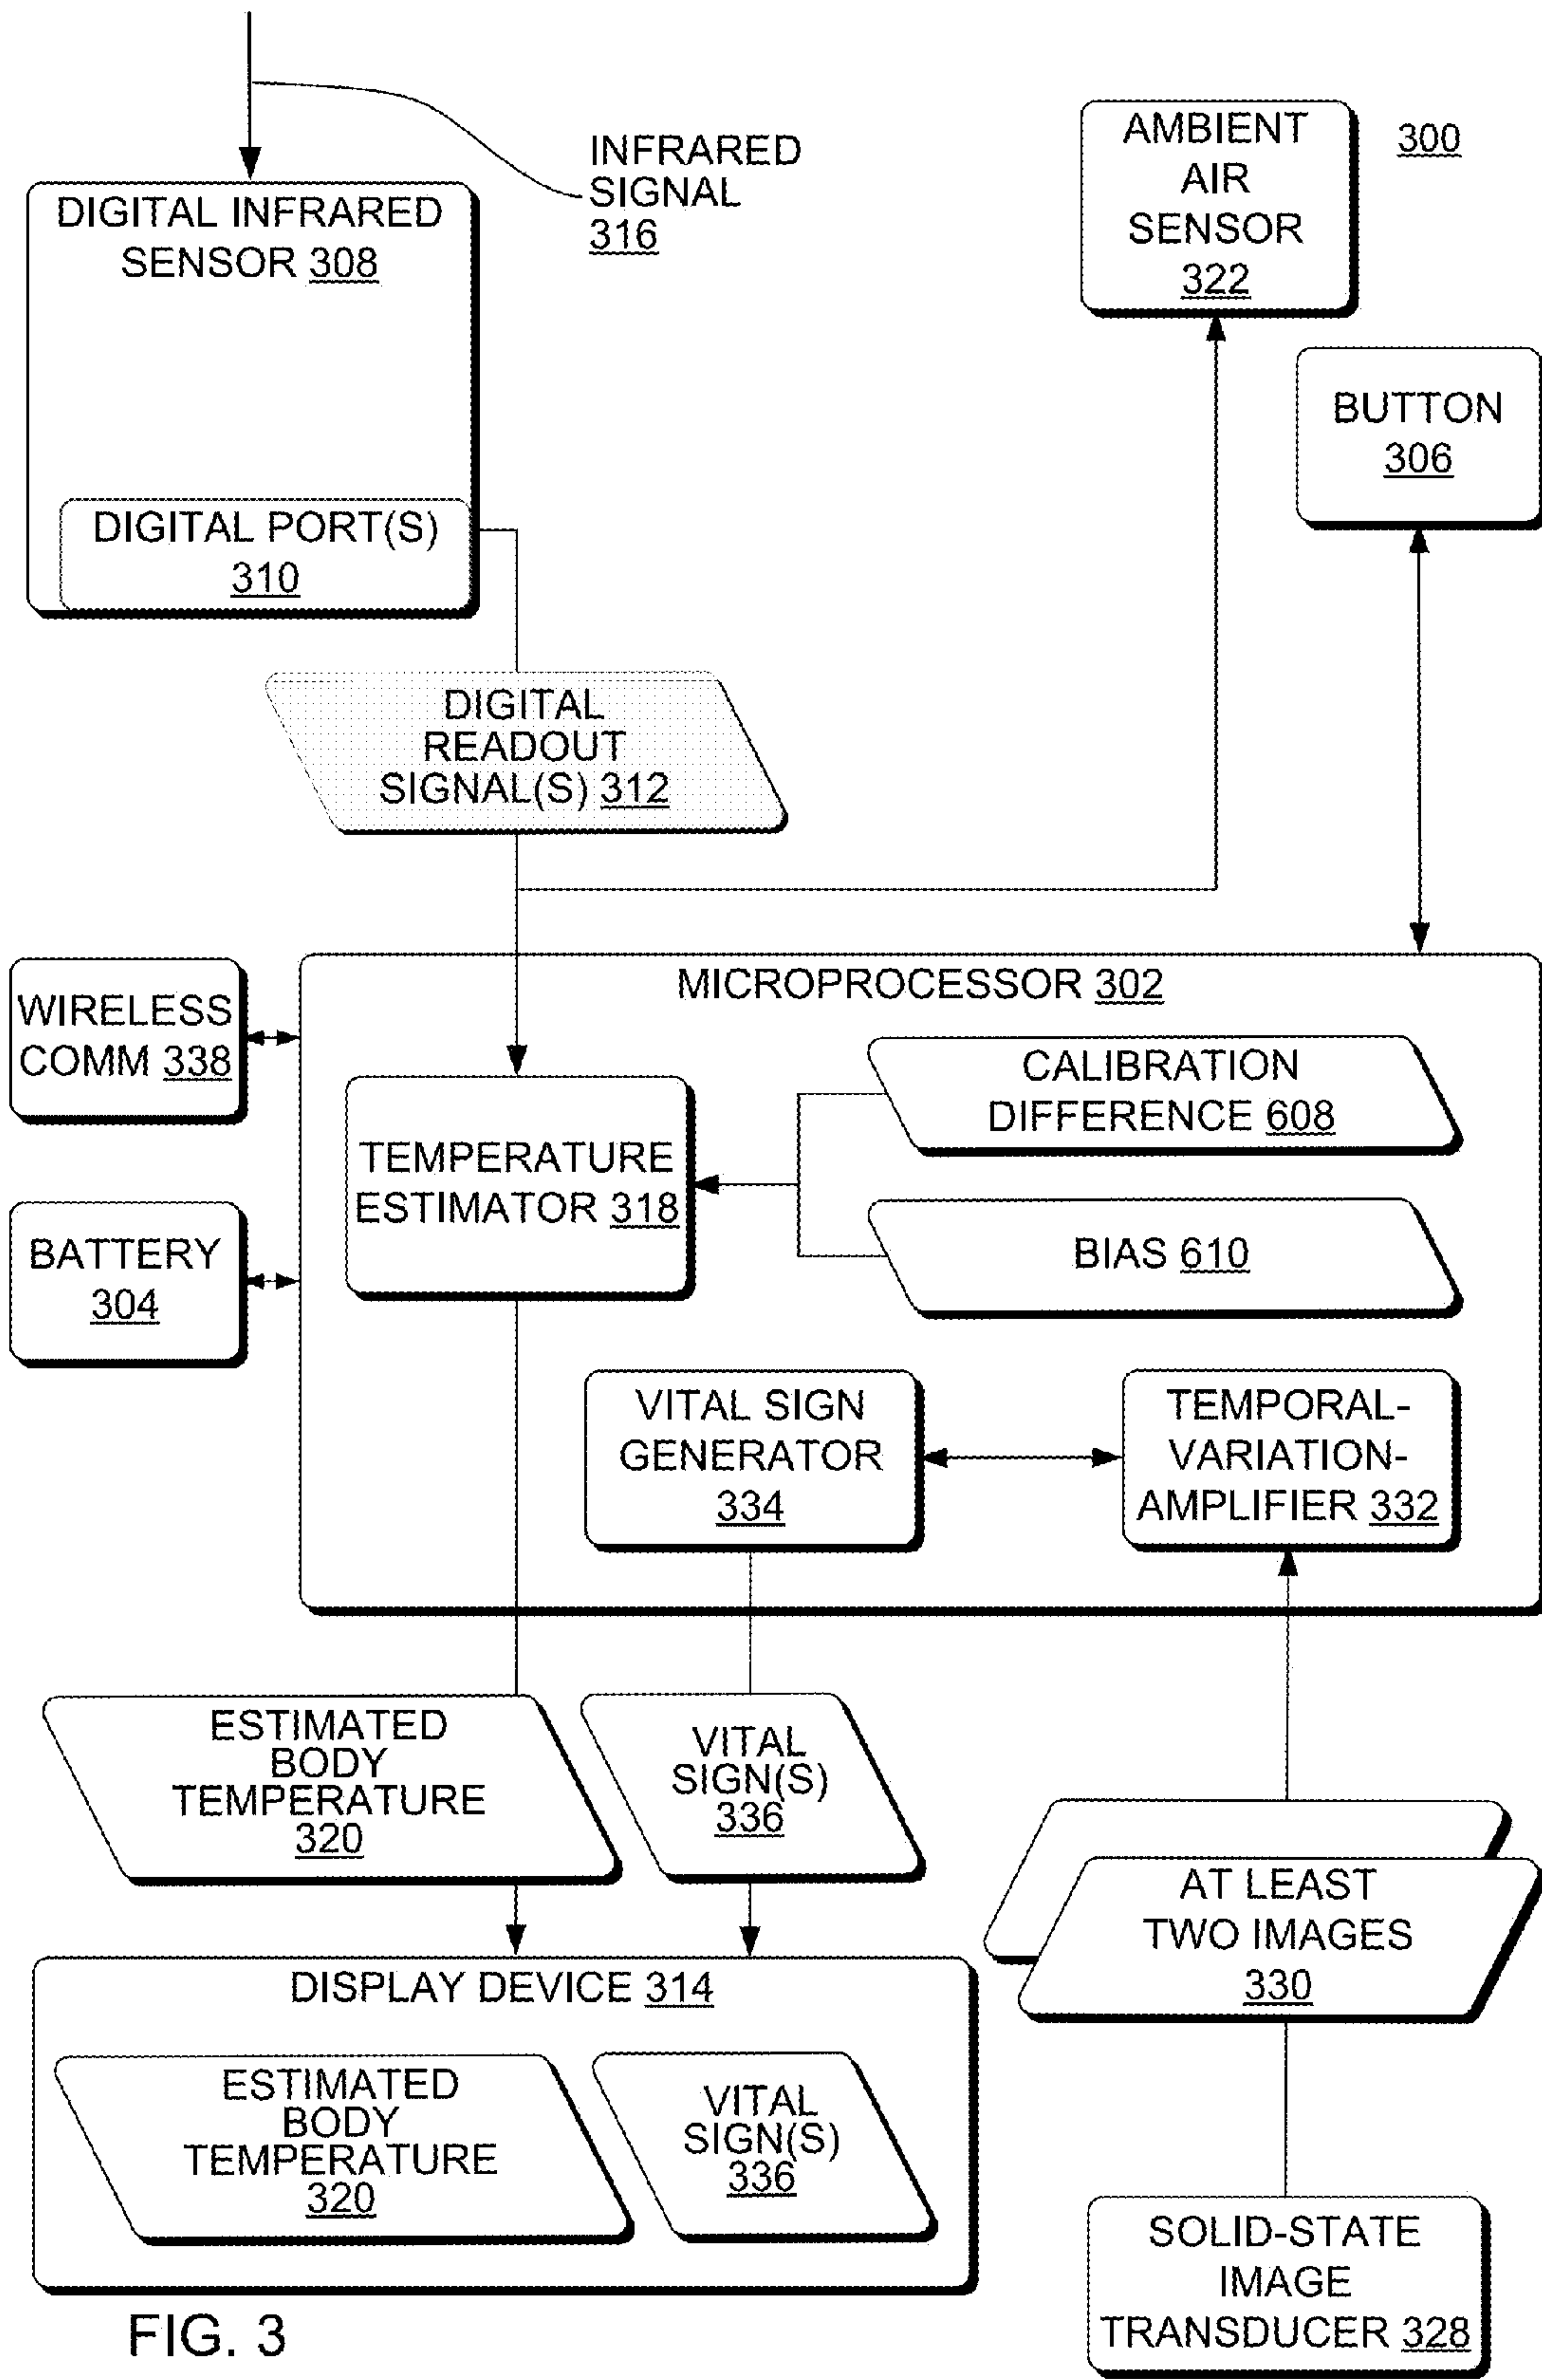 INFRARED
SIGNAL
316
AMBIENT
AIR
SENSOR
322
300
DIGITAL INFRARED
SENSOR 308
BUTTON
306
DIGITAL PORT(S)
310
DIGITAL
READOUT
SIGNAL(S) 312
MICROPROCESSOR 302
WIRELESS
COMM 338
CALIBRATION
DIFFERENCE 608
TEMPERATURE
ESTIMATOR 318
BATTERY
304
BIAS 610
VITAL SIGN
GENERATOR
334
TEMPORAL-
VARIATION-
AMPLIFIER 332
ESTIMATED
BODY
TEMPERATURE
320
VITAL
SIGN(S)
336
AT LEAST
TWO IMAGES
330
DISPLAY DEVICE 314
ESTIMATED
BODY
TEMPERATURE
320
VITAL
SIGN(S)
336
SOLID-STATE
IMAGE
TRANSDUCER 328
FIG. 3